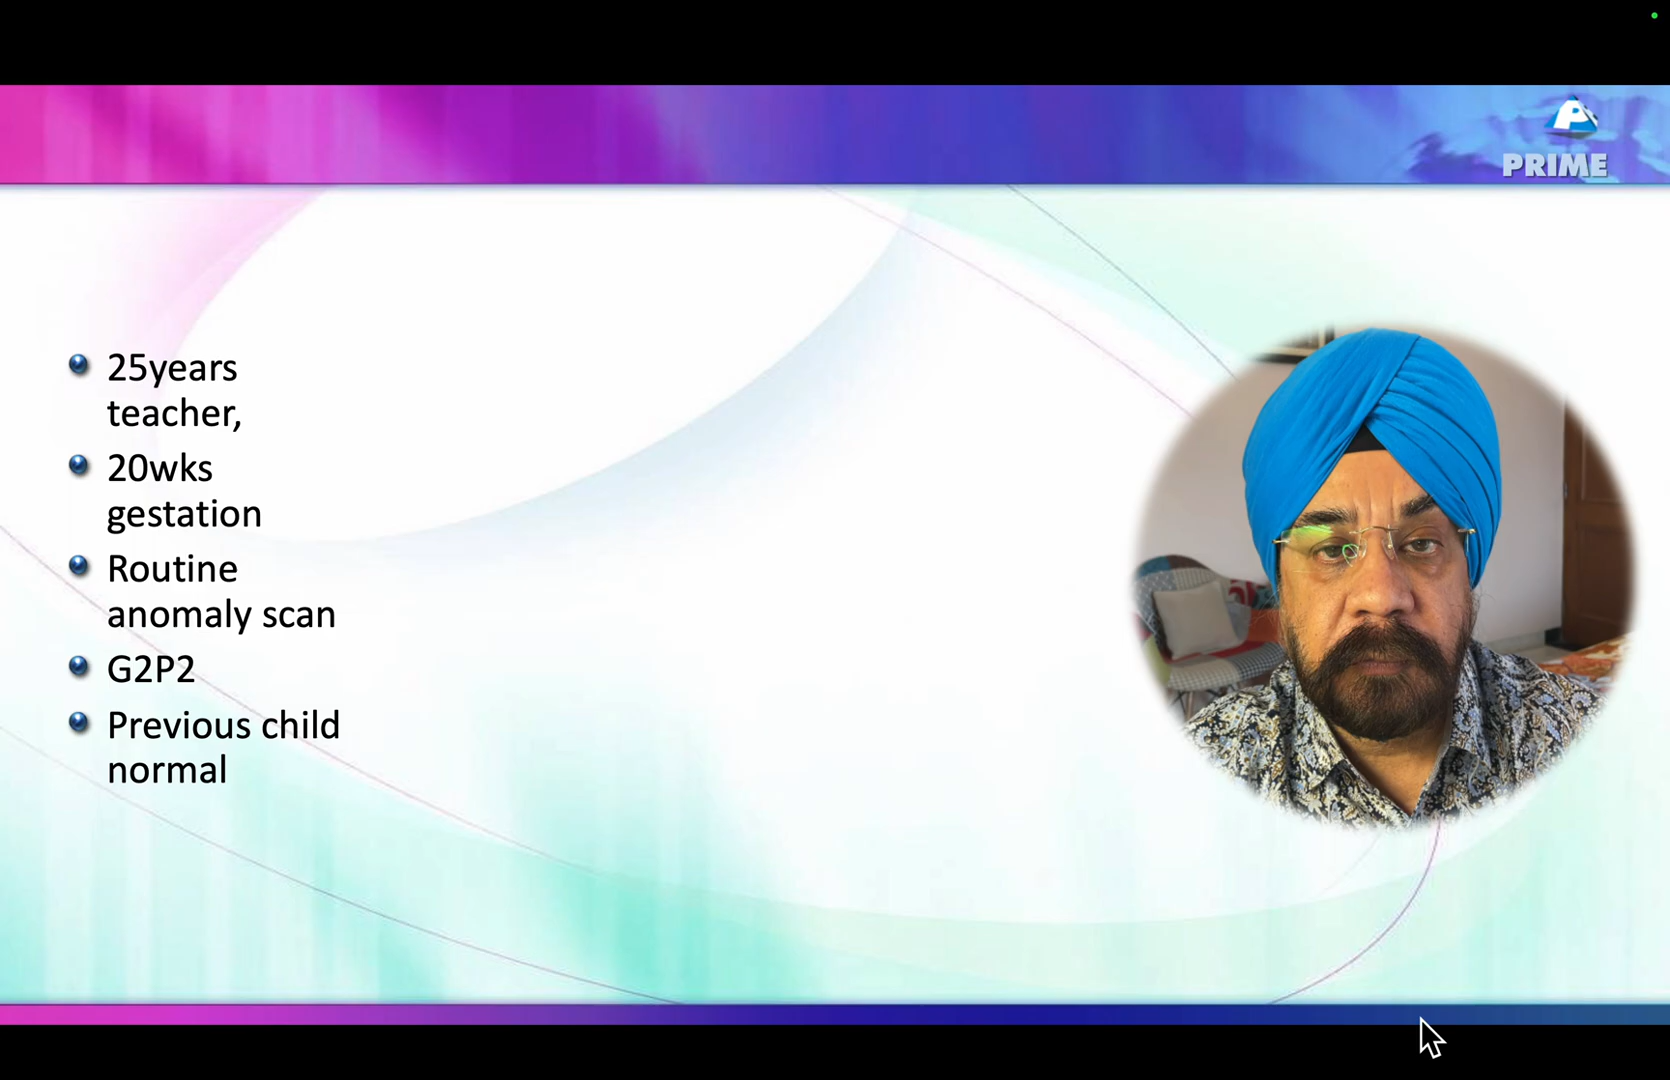 PRIME
25years
teacher,
20wks
gestation
Routine
anomaly scan
G2P2
Previous child
normal